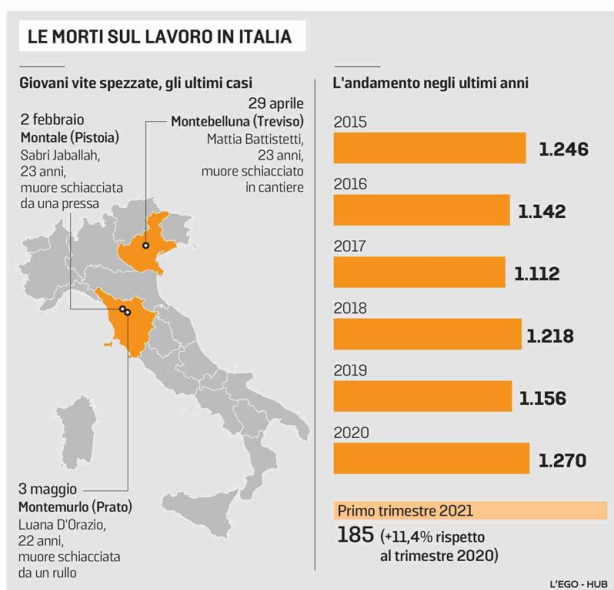 LE MORTI SUL LAVORO IN ITALIA
Giovani vite spezzate, gli ultimi casi
2 febbraio
Montale (Pistoia)
Sabri Jaballah,
23 anni,
muore schiacciata
da una pressa
29 aprile
Montebelluna (Treviso)
Mattia Battistetti,
23 anni,
muore schiacciato
in cantiere
3 maggio
Montemurlo (Prato)
Luana D'Orazio,
22 anni,
muore schiacciata
da un rullo
L'andamento negli ultimi anni
2015
1.246
2016
1.142
2017
1.112
2018
1.218
2019
1.156
2020
1.270
Primo trimestre 2021
185 (+11,4% rispetto
al trimestre 2020)
L'EGO - HUB